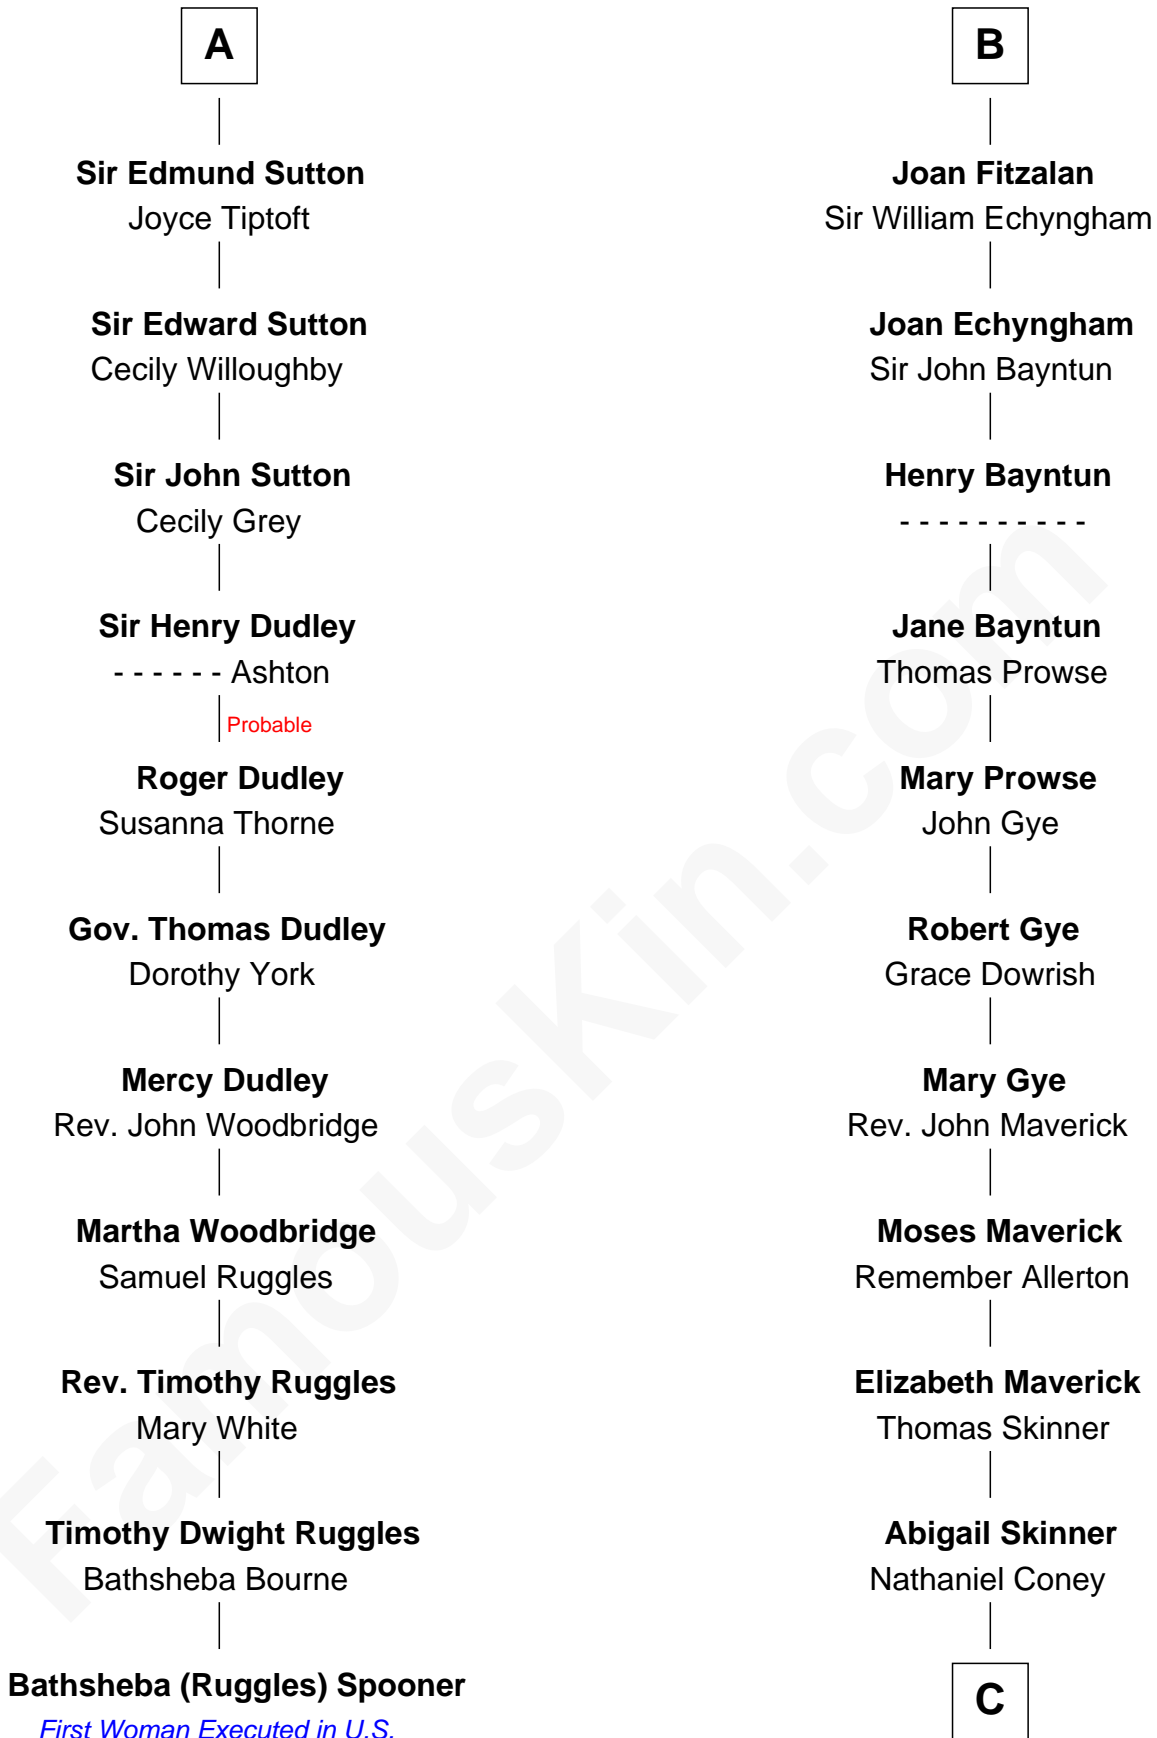 A
Sir Edmund Sutton
Joyce Tiptoft
Sir Edward Sutton
Cecily Willoughby
Sir John Sutton
Cecily Grey
Sir Henry Dudley
- - - - - - Ashton
Probable
Roger Dudley
Susanna Thorne
Gov. Thomas Dudley
Dorothy York
Mercy Dudley
Rev. John Woodbridge
Martha Woodbridge
Samuel Ruggles
Rev. Timothy Ruggles
Mary White
Timothy Dwight Ruggles
Bathsheba Bourne
Bathsheba (Ruggles) Spooner
First Woman Executed in U.S.
B
Joan Fitzalan
Sir William Echyngham
Joan Echyngham
Sir John Bayntun
Henry Bayntun
- - - - - - - - - -
Jane Bayntun
Thomas Prowse
Mary Prowse
John Gye
Robert Gye
Grace Dowrish
Mary Gye
Rev. John Maverick
Moses Maverick
Remember Allerton
Elizabeth Maverick
Thomas Skinner
Abigail Skinner
Nathaniel Coney
C
FamousKin.com